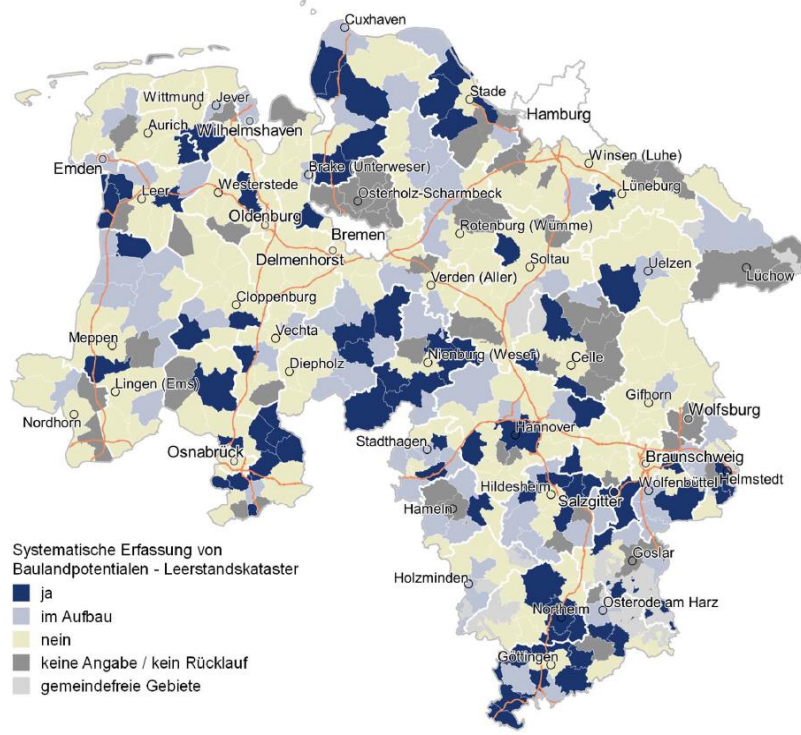 Cuxhaven
Stade
Hamburg
Wittmund
Jever
Wilhelmshaven
Aurich
Emden
Leer
Westerstede
Oldenburg
Brake (Unterweser)
Osterholz-Scharmbeck
Winsen (Luhe)
Lüneburg
Bremen
Delmenhorst
Rotenburg (Wümme)
Soltau
Uelzen
Lüchow
Verden (Aller)
Cloppenburg
Vechta
Meppen
Diepholz
Nienburg (Weser)
Celle
Lingen (Ems)
Nordhorn
Gifhorn
Wolfsburg
Osnabrück
Stadthagen
Hannover
Braunschweig
Helmstedt
Wolfenbüttel
Hildesheim
Salzgitter
Hameln
Goslar
Holzminden
Northeim
Osterode am Harz
Göttingen
Systematische Erfassung von
Baulandpotentialen - Leerstandskataster
ja
im Aufbau
nein
keine Angabe / kein Rücklauf
gemeindefreie Gebiete